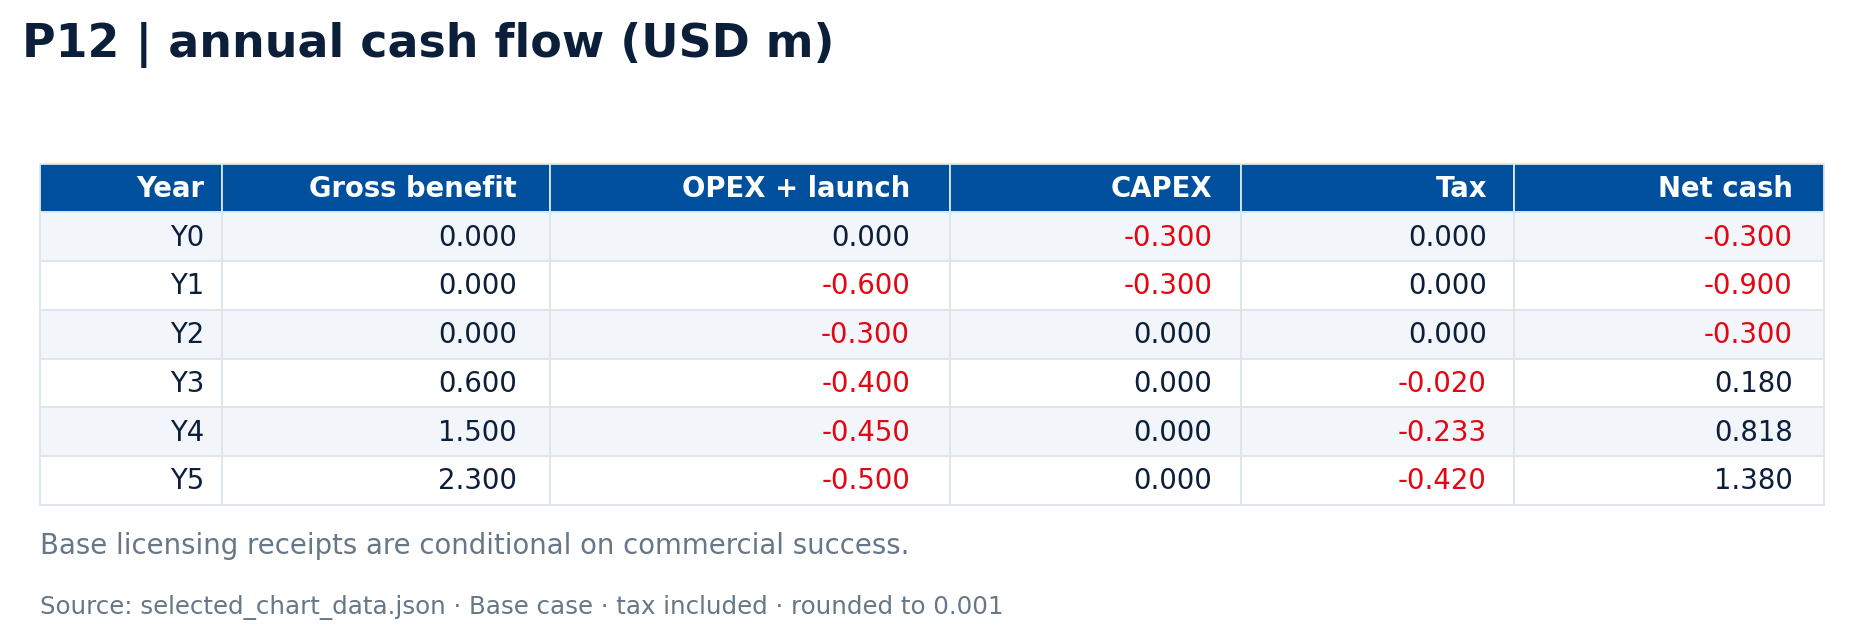 P12 | annual cash flow (USD m)
Year Gross benefit OPEX + launch CAPEX Tax Net cash
Y0 0.000 0.000 -0.300 0.000 -0.300
Y1 0.000 -0.600 -0.300 0.000 -0.900
Y2 0.000 -0.300 0.000 0.000 -0.300
Y3 0.600 -0.400 0.000 -0.020 0.180
Y4 1.500 -0.450 0.000 -0.233 0.818
Y5 2.300 -0.500 0.000 -0.420 1.380
Base licensing receipts are conditional on commercial success.
Source: selected_chart_data.json · Base case · tax included · rounded to 0.001